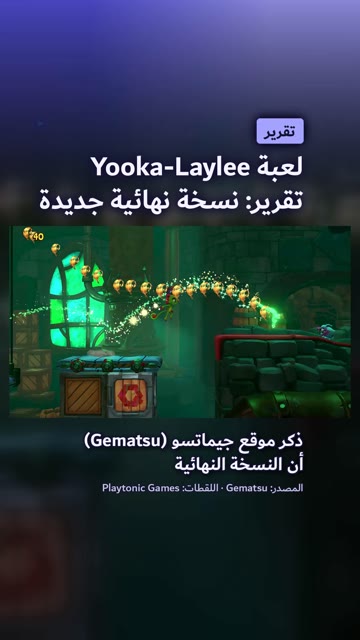 تقرير
لعبة Yooka-Laylee
تقرير: نسخة نهائية جديدة
740
ذكر موقع جيماتسو (Gematsu)
أن النسخة النهائية
المصدر: Gematsu · اللقطات: Playtonic Games